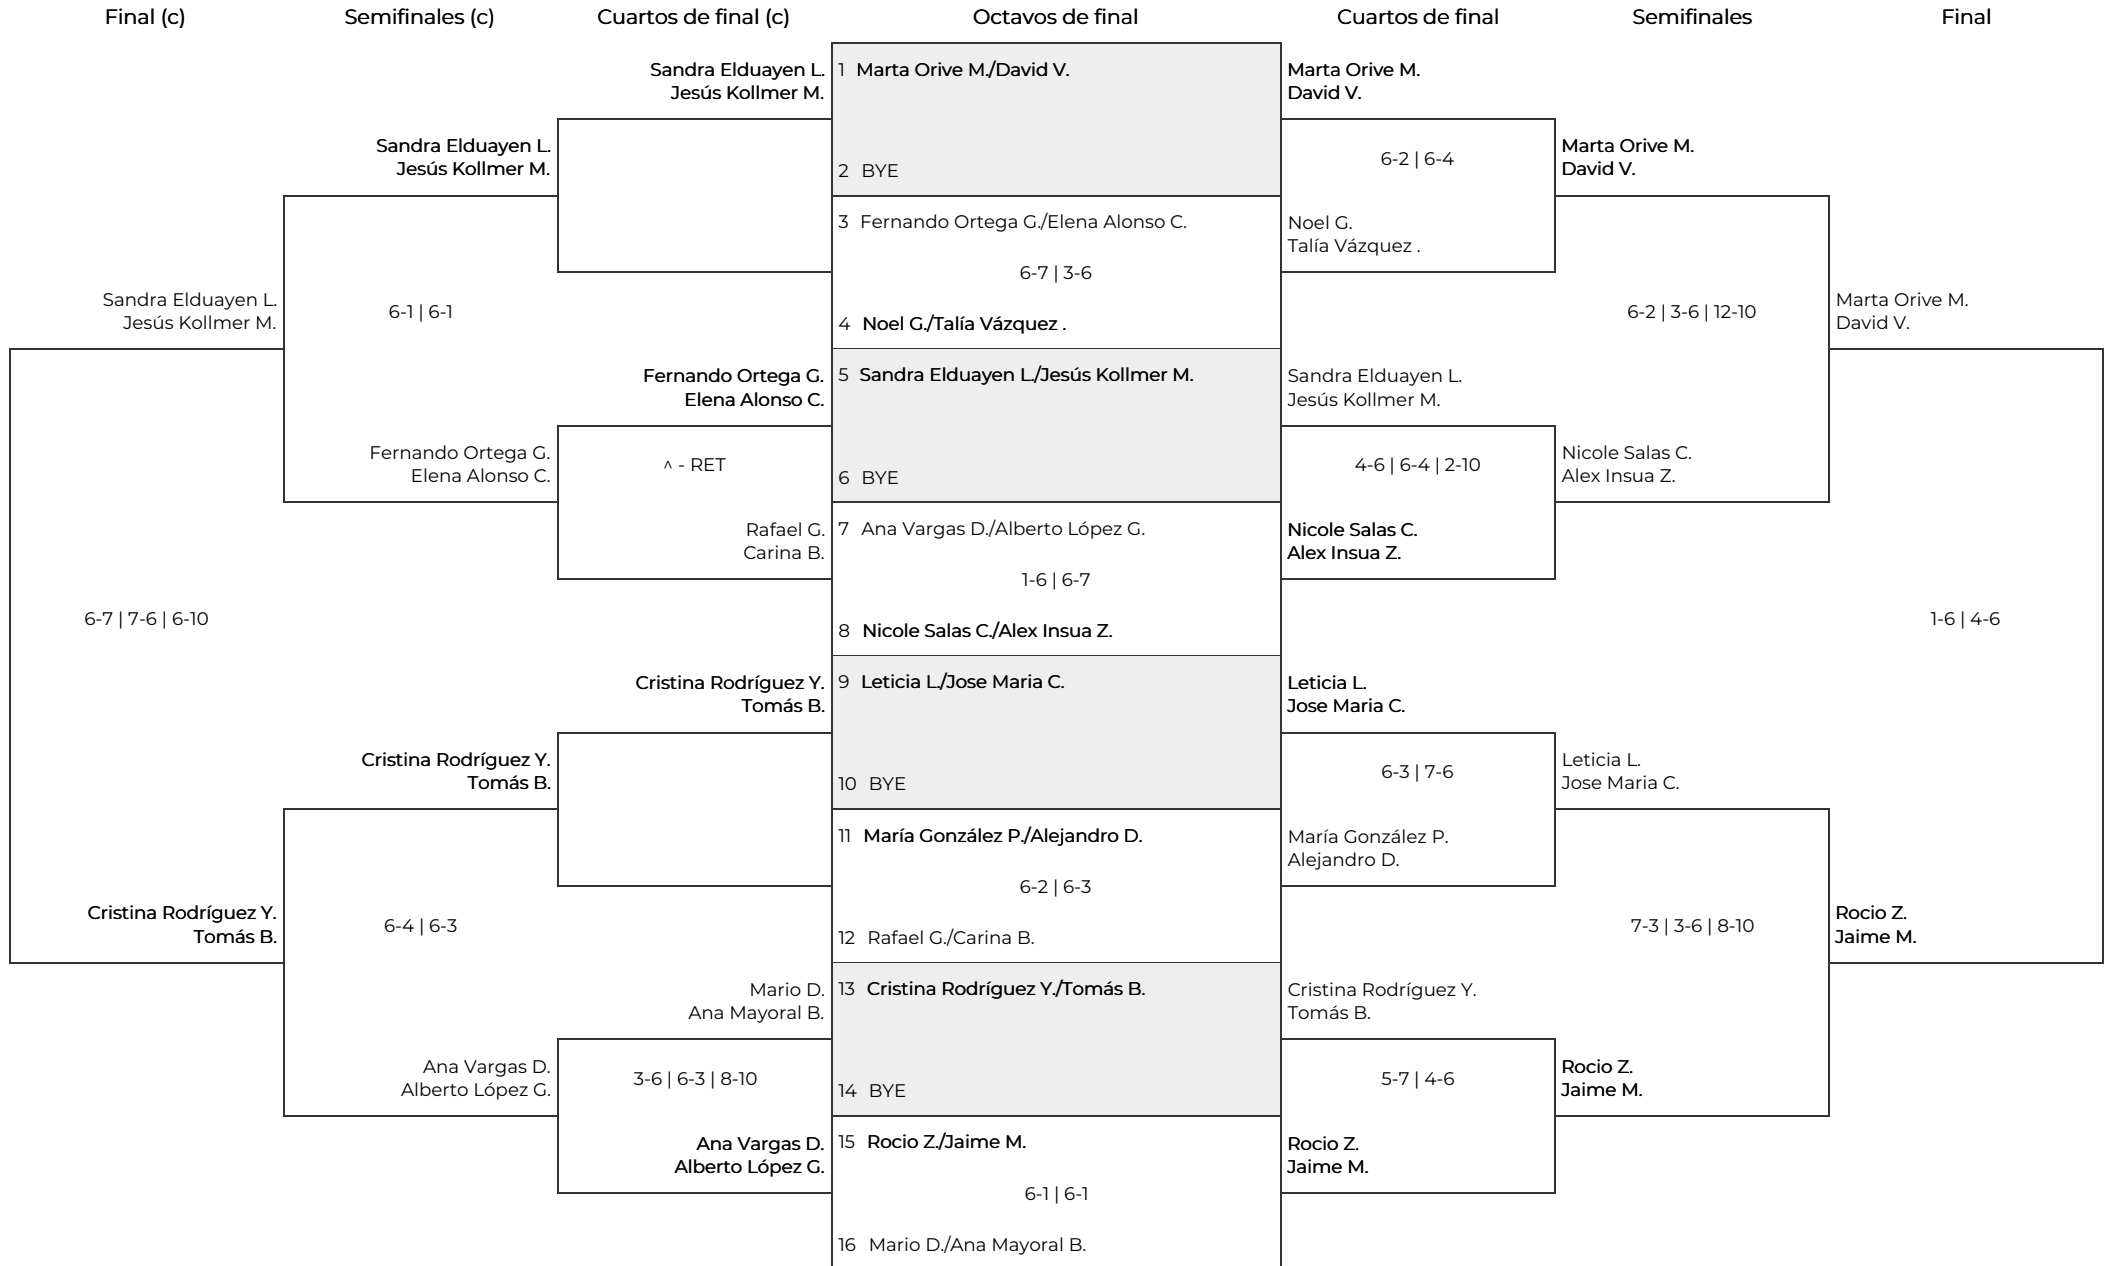 Final (c)
Semifinales (c)
Cuartos de final (c)
Octavos de final
Cuartos de final
Semifinales
Final
Sandra Elduayen L.
Jesús Kollmer M.
6-7 | 7-6 | 6-10
Cristina Rodríguez Y.
Tomás B.
Sandra Elduayen L.
Jesús Kollmer M.
6-1 | 6-1
Fernando Ortega G.
Elena Alonso C.
Cristina Rodríguez Y.
Tomás B.
6-4 | 6-3
Ana Vargas D.
Alberto López G.
Sandra Elduayen L.
Jesús Kollmer M.
Fernando Ortega G.
Elena Alonso C.
^ - RET
Rafael G.
Carina B.
Cristina Rodríguez Y.
Tomás B.
Mario D.
Ana Mayoral B.
3-6 | 6-3 | 8-10
Ana Vargas D.
Alberto López G.
1 Marta Orive M./David V.
2 BYE
3 Fernando Ortega G./Elena Alonso C.
6-7 | 3-6
4 Noel G./Talía Vázquez .
5 Sandra Elduayen L./Jesús Kollmer M.
6 BYE
7 Ana Vargas D./Alberto López G.
1-6 | 6-7
8 Nicole Salas C./Alex Insua Z.
9 Leticia L./Jose Maria C.
10 BYE
11 María González P./Alejandro D.
6-2 | 6-3
12 Rafael G./Carina B.
13 Cristina Rodríguez Y./Tomás B.
14 BYE
15 Rocio Z./Jaime M.
6-1 | 6-1
16 Mario D./Ana Mayoral B.
Marta Orive M.
David V.
6-2 | 6-4
Noel G.
Talía Vázquez .
Sandra Elduayen L.
Jesús Kollmer M.
4-6 | 6-4 | 2-10
Nicole Salas C.
Alex Insua Z.
Leticia L.
Jose Maria C.
6-3 | 7-6
María González P.
Alejandro D.
Cristina Rodríguez Y.
Tomás B.
5-7 | 4-6
Rocio Z.
Jaime M.
Marta Orive M.
David V.
6-2 | 3-6 | 12-10
Nicole Salas C.
Alex Insua Z.
Leticia L.
Jose Maria C.
7-3 | 3-6 | 8-10
Rocio Z.
Jaime M.
Marta Orive M.
David V.
1-6 | 4-6
Rocio Z.
Jaime M.